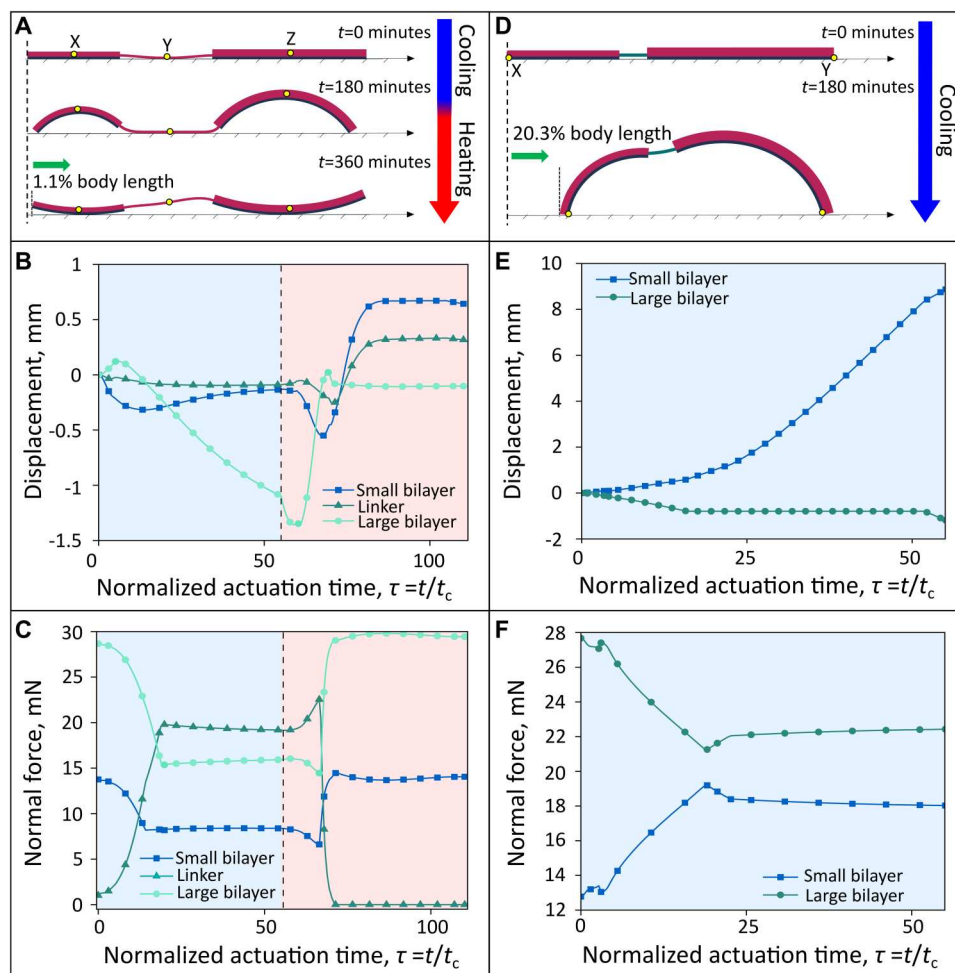 A
X
Y
Z
t=0 minutes
t=180 minutes
t=360 minutes
1.1% body length
Cooling
Heating
D
t=0 minutes
X
Y
t=180 minutes
20.3% body length
Cooling
B
1
0.5
0
-0.5
-1
-1.5
Displacement, mm
Small bilayer
Linker
Large bilayer
0
50
100
Normalized actuation time, τ =t/tc
E
10
8
6
4
2
0
-2
Displacement, mm
Small bilayer
Large bilayer
0
25
50
Normalized actuation time, τ =t/tc
C
30
25
20
15
10
5
0
Normal force, mN
Small bilayer
Linker
Large bilayer
0
50
100
Normalized actuation time, τ =t/tc
F
28
26
24
22
20
18
16
14
12
Normal force, mN
Small bilayer
Large bilayer
0
25
50
Normalized actuation time, τ =t/tc